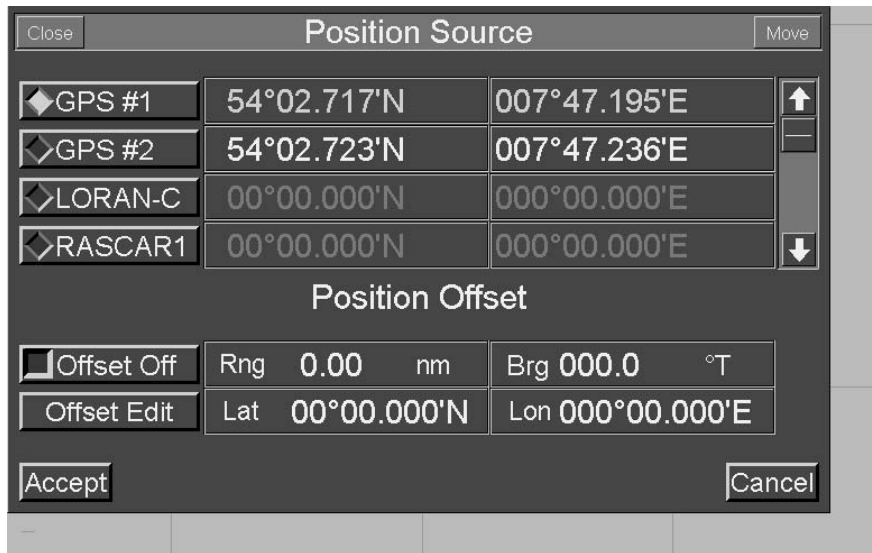 Close Position Source Move
GPS #1 54°02.717'N 007°47.195'E
GPS #2 54°02.723'N 007°47.236'E
LORAN-C 00°00.000'N 000°00.000'E
RASCAR1 00°00.000'N 000°00.000'E
Position Offset
Offset Off Rng 0.00 nm Brg 000.0 °T
Offset Edit Lat 00°00.000'N Lon 000°00.000'E
Accept Cancel